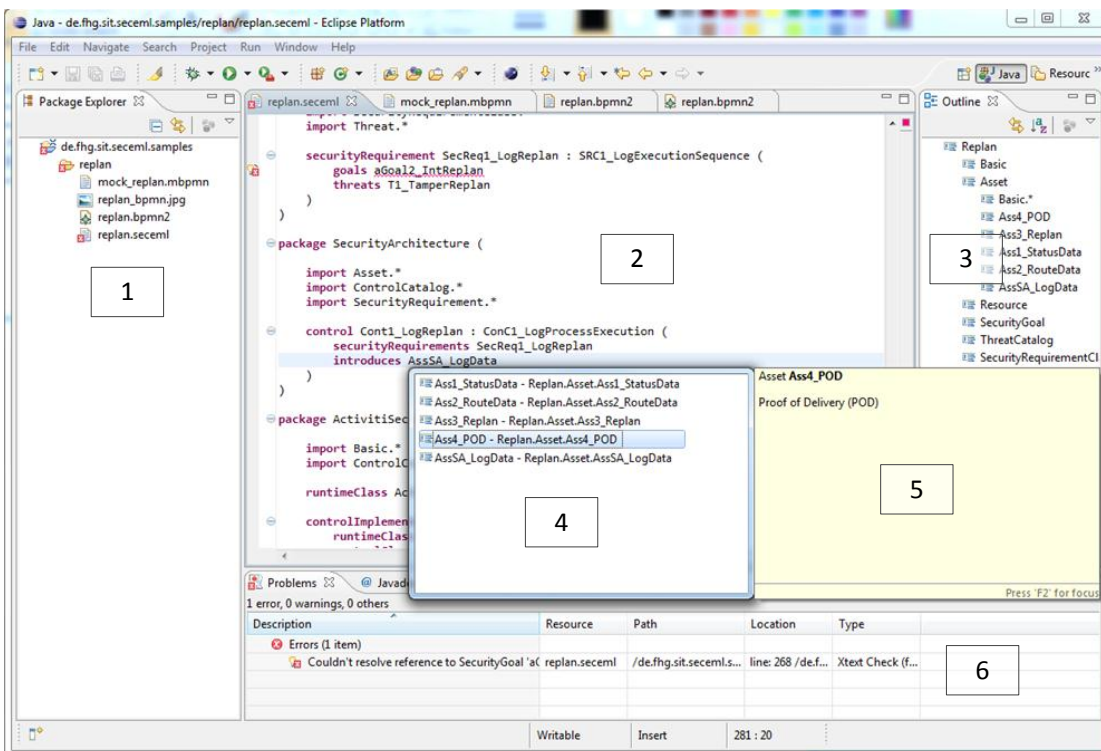 Java - de.fhg.sit.seceml.samples/replan/replan.seceml - Eclipse Platform
File Edit Navigate Search Project Run Window Help
Java Resourc
Package Explorer
de.fhg.sit.seceml.samples
replan
mock_replan.mbpmn
replan_bpmn.jpg
replan.bpmn2
replan.seceml
1
replan.seceml mock_replan.mbpmn replan.bpmn2 replan.bpmn2
import Threat.*
securityRequirement SecReq1_LogReplan : SRC1_LogExecutionSequence (
goals aGoal2_IntReplan
threats T1_TamperReplan
)
)
package SecurityArchitecture (
2
import Asset.*
import ControlCatalog.*
import SecurityRequirement.*
control Cont1_LogReplan : ConC1_LogProcessExecution (
securityRequirements SecReq1_LogReplan
introduces AssSA_LogData
)
)
package ActivitiSec
import Basic.*
import ControlC
runtimeClass Ac
controlImplemen
runtimeClas
Outline
Replan
Basic
Asset
Basic.*
Ass4_POD
Ass3_Replan
3
Ass1_StatusData
Ass2_RouteData
AssSA_LogData
Resource
SecurityGoal
ThreatCatalog
SecurityRequirementCl
Ass1_StatusData - Replan.Asset.Ass1_StatusData
Ass2_RouteData - Replan.Asset.Ass2_RouteData
Ass3_Replan - Replan.Asset.Ass3_Replan
Ass4_POD - Replan.Asset.Ass4_POD
AssSA_LogData - Replan.Asset.AssSA_LogData
4
Asset Ass4_POD
Proof of Delivery (POD)
5
Press 'F2' for focus
Problems @ Javad
1 error, 0 warnings, 0 others
Description Resource Path Location Type
Errors (1 item)
Couldn't resolve reference to SecurityGoal 'a( replan.seceml /de.fhg.sit.seceml.s... line: 268 /de.f... Xtext Check (f...
6
Writable Insert 281 : 20